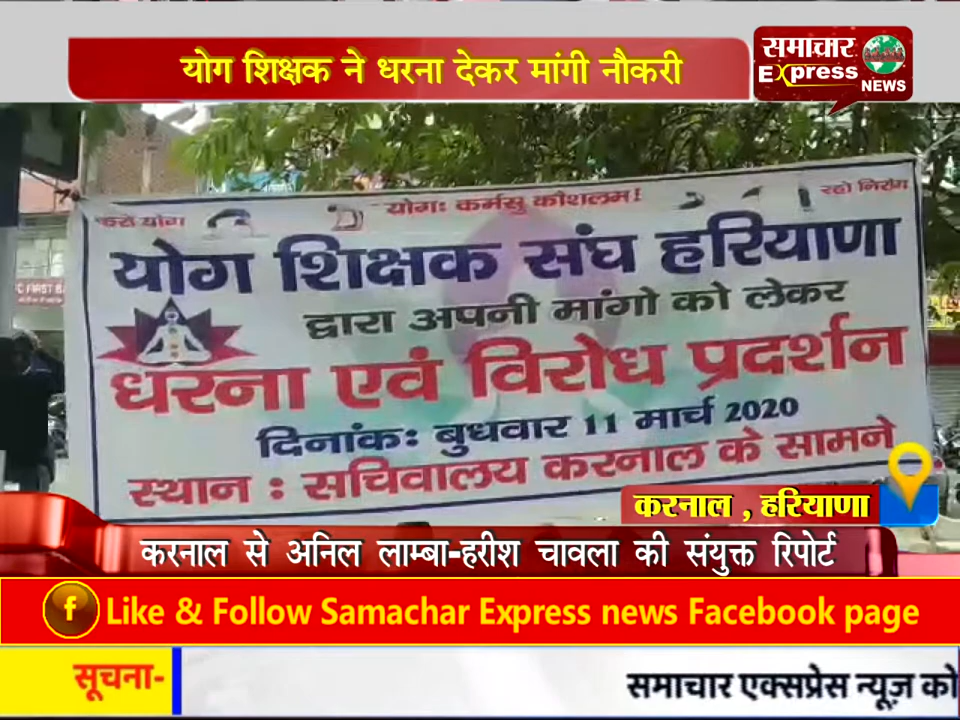 योग शिक्षक ने धरना देकर मांगी नौकरी
समाचार
Express
NEWS
करो योग
योगः कर्मसु कौशलम!
रहो निरोग
योग शिक्षक संघ हरियाणा
द्वारा अपनी मांगो को लेकर
धरना एवं विरोध प्रदर्शन
दिनांकः बुधवार 11 मार्च 2020
स्थान : सचिवालय करनाल के सामने
करनाल , हरियाणा
करनाल से अनिल लाम्बा-हरीश चावला की संयुक्त रिपोर्ट
f Like & Follow Samachar Express news Facebook page
सूचना-
समाचार एक्सप्रेस न्यूज़ को